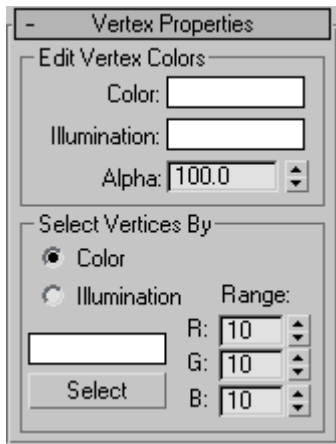 - Vertex Properties
Edit Vertex Colors
Color:
Illumination:
Alpha: 100.0
Select Vertices By
Color
Illumination Range:
R: 10
G: 10
Select
B: 10